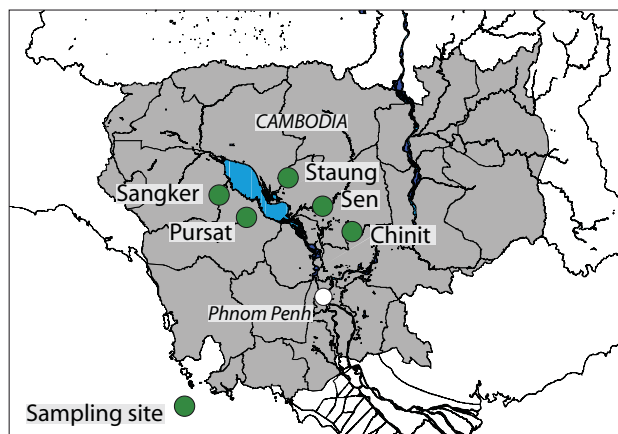 CAMBODIA
Staung
Sangker
Sen
Pursat
Chinit
Phnom Penh
Sampling site